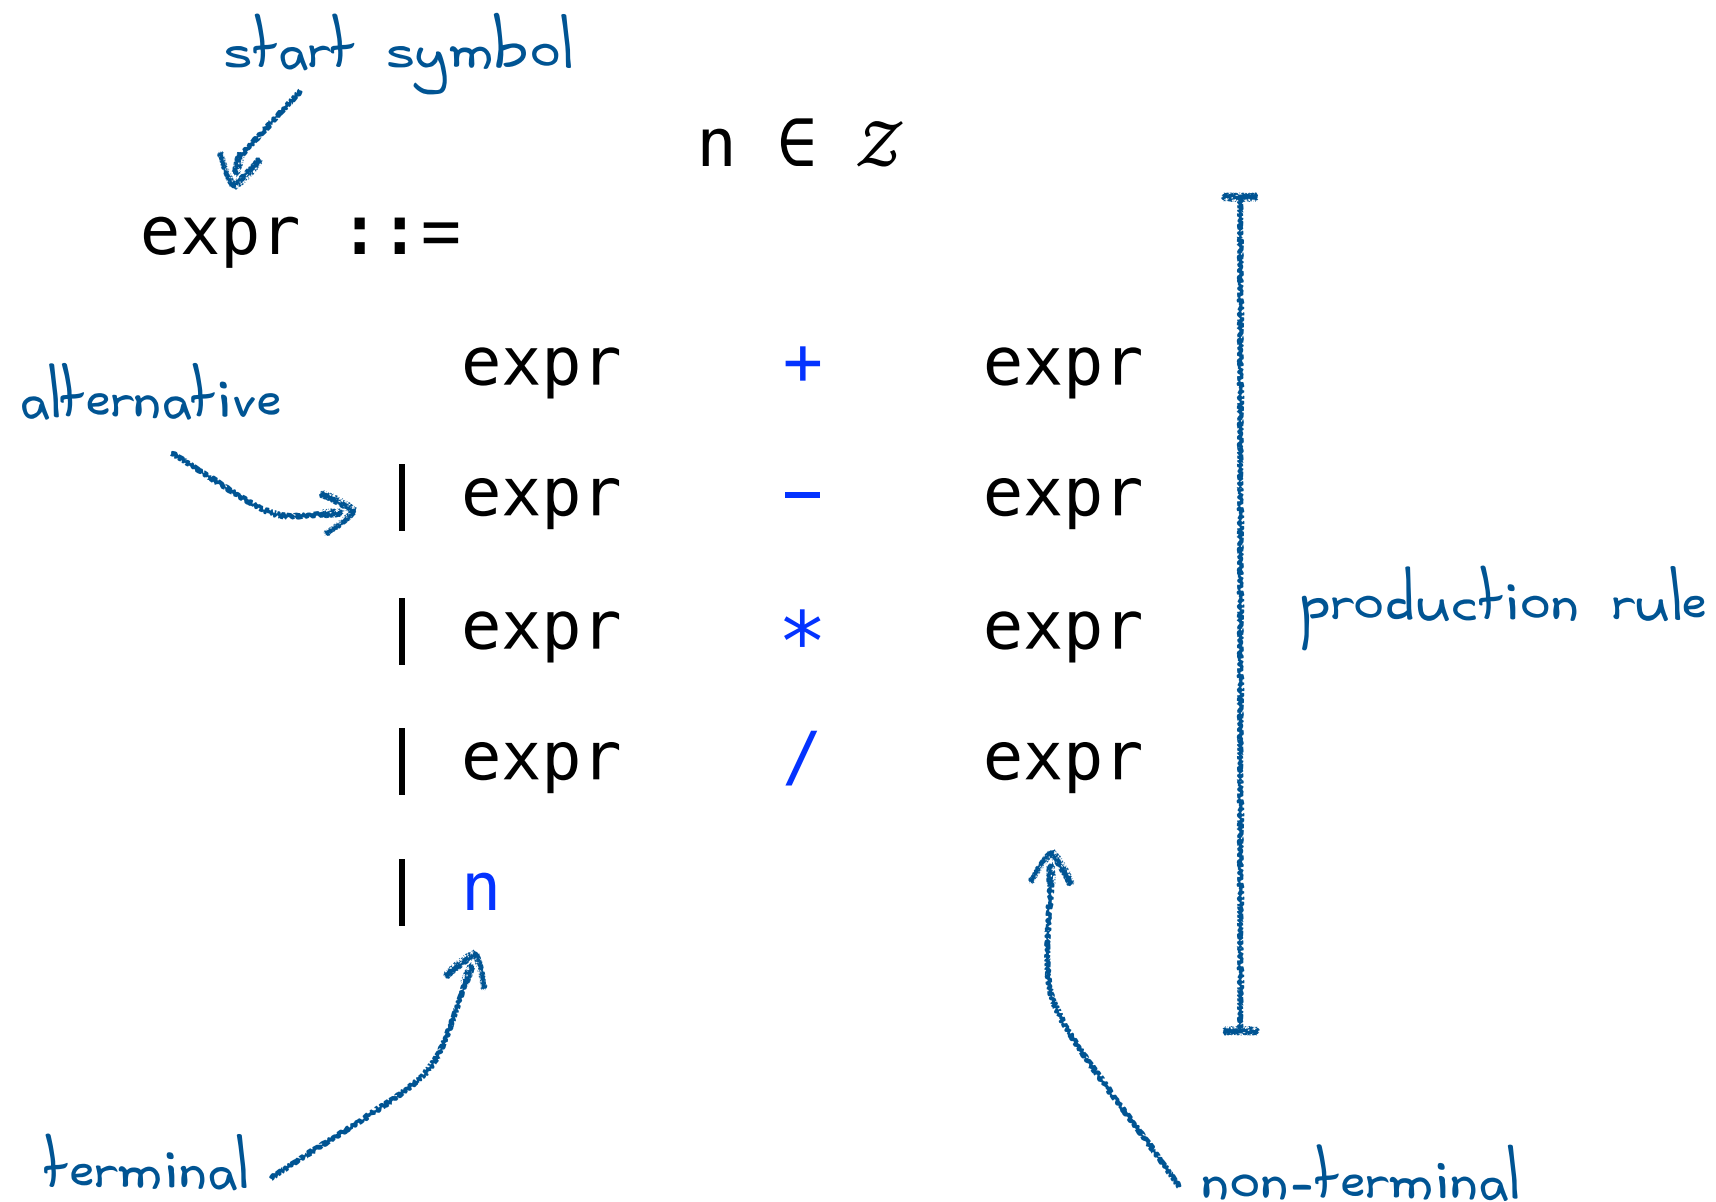 start symbol
n ∈ Z
expr ::=
expr + expr
alternative
| expr - expr
production rule
| expr * expr
| expr / expr
| n
terminal
non-terminal